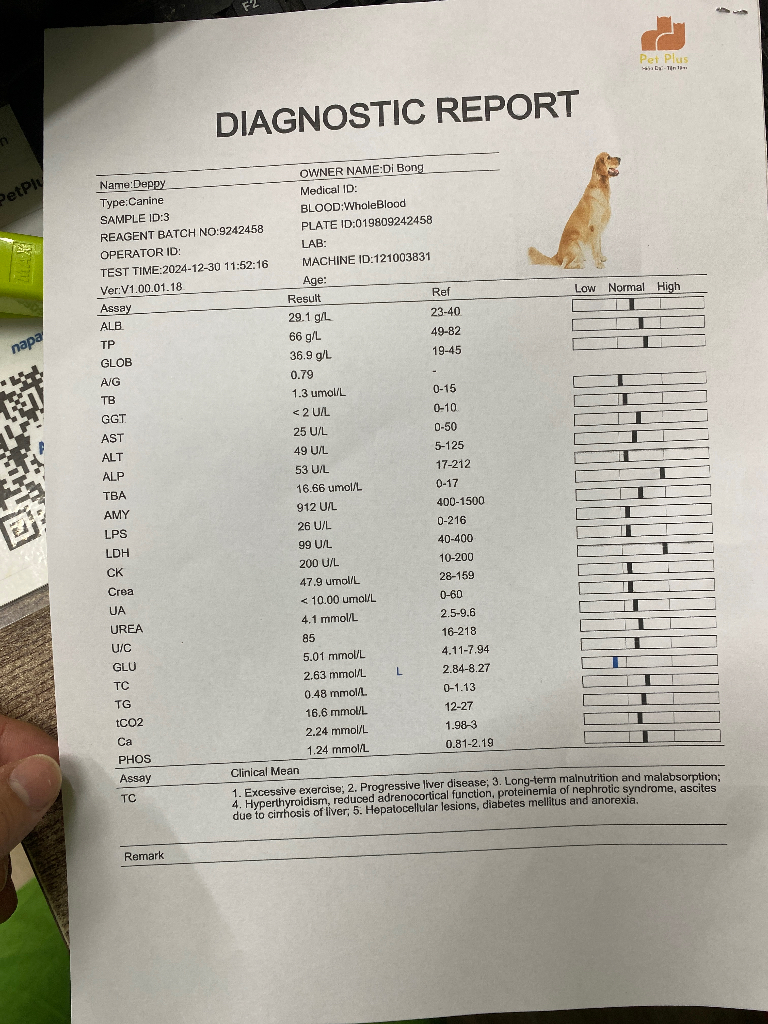 F2
Pet Plus
Hiện Đại - Tận Tâm
DIAGNOSTIC REPORT
Name:Deppy OWNER NAME:Di Bong
Type:Canine Medical ID:
SAMPLE ID:3 BLOOD:WholeBlood
REAGENT BATCH NO:9242458 PLATE ID:019809242458
OPERATOR ID: LAB:
TEST TIME:2024-12-30 11:52:16 MACHINE ID:121003831
Ver:V1.00.01.18 Age:
Assay Result Ref Low Normal High
ALB 29.1 g/L 23-40
TP 66 g/L 49-82
GLOB 36.9 g/L 19-45
A/G 0.79 -
TB 1.3 umol/L 0-15
GGT < 2 U/L 0-10
AST 25 U/L 0-50
ALT 49 U/L 5-125
ALP 53 U/L 17-212
TBA 16.66 umol/L 0-17
AMY 912 U/L 400-1500
LPS 26 U/L 0-216
LDH 99 U/L 40-400
CK 200 U/L 10-200
Crea 47.9 umol/L 28-159
UA < 10.00 umol/L 0-60
UREA 4.1 mmol/L 2.5-9.6
U/C 85 16-218
GLU 5.01 mmol/L 4.11-7.94
TC 2.63 mmol/L L 2.84-8.27
TG 0.48 mmol/L 0-1.13
tCO2 16.6 mmol/L 12-27
Ca 2.24 mmol/L 1.98-3
PHOS 1.24 mmol/L 0.81-2.19
Assay Clinical Mean
TC 1. Excessive exercise; 2. Progressive liver disease; 3. Long-term malnutrition and malabsorption;
4. Hyperthyroidism, reduced adrenocortical function, proteinemia of nephrotic syndrome, ascites
due to cirrhosis of liver; 5. Hepatocellular lesions, diabetes mellitus and anorexia.
Remark
napas